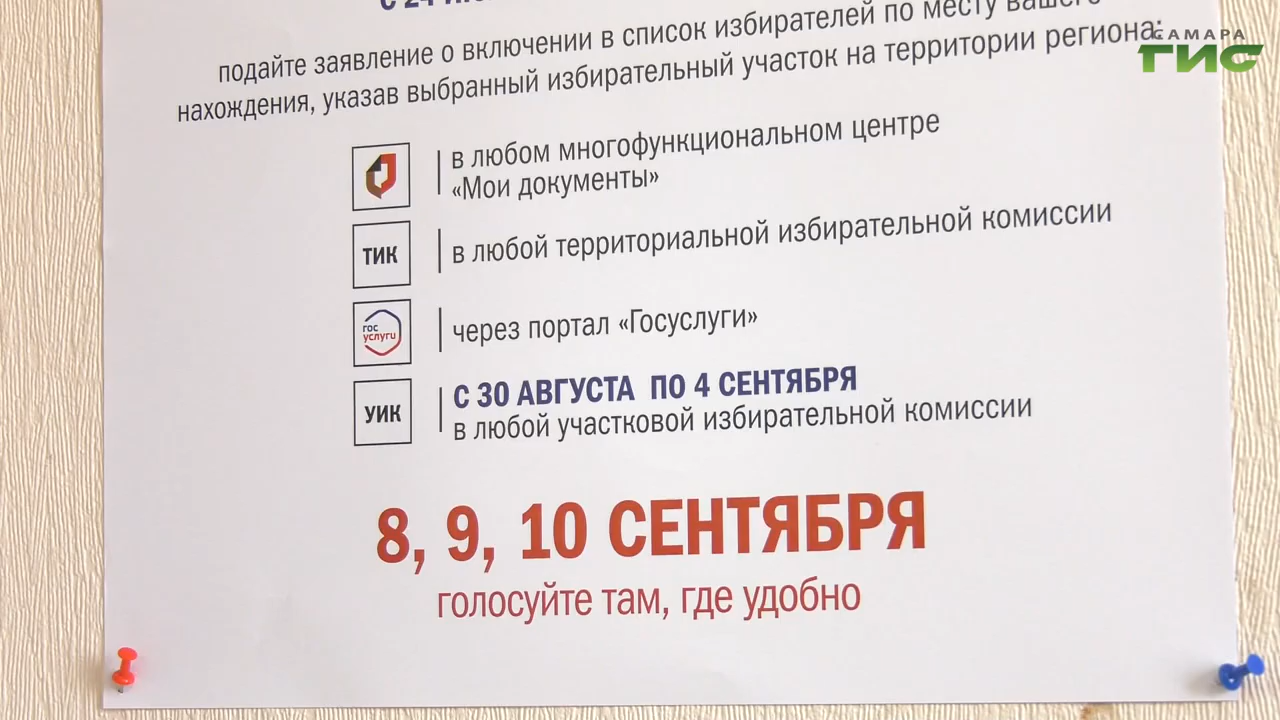 С 24
подайте заявление о включении в список избирателей по месту вашего
нахождения, указав выбранный избирательный участок на территории региона:
САМАРА
ГИС
в любом многофункциональном центре
«Мои документы»
ТИК
в любой территориальной избирательной комиссии
гос
услуги
через портал «Госуслуги»
УИК
С 30 АВГУСТА ПО 4 СЕНТЯБРЯ
в любой участковой избирательной комиссии
8, 9, 10 СЕНТЯБРЯ
голосуйте там, где удобно